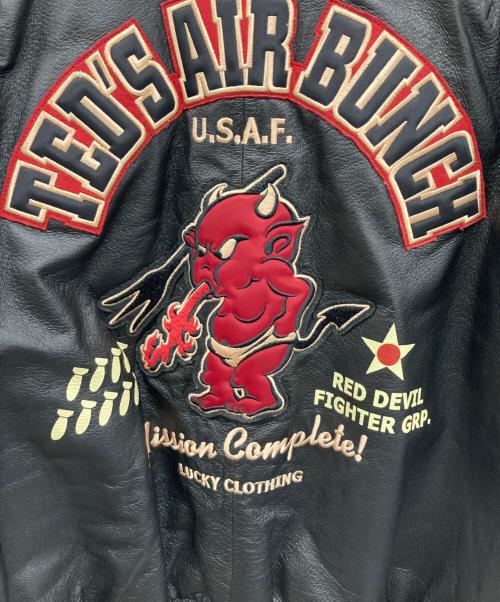 TED'S AIR BUNCH
U.S.A.F.
RED DEVIL
FIGHTER GRP.
Mission Complete!
LUCKY CLOTHING